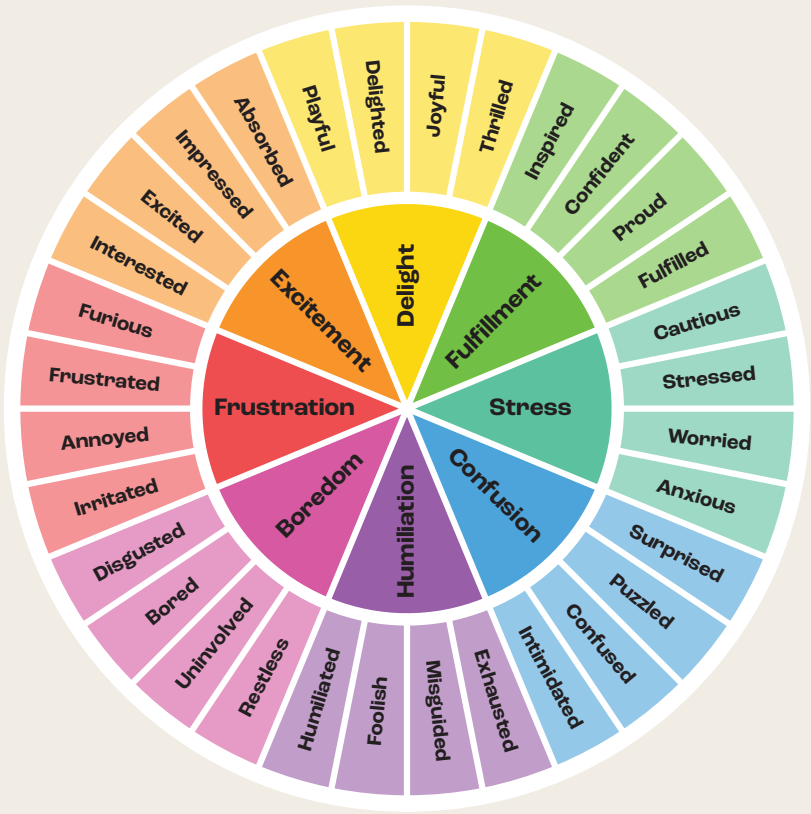 Delight
Fulfillment
Stress
Confusion
Humiliation
Boredom
Frustration
Excitement
Playful
Delighted
Joyful
Thrilled
Inspired
Confident
Proud
Fulfilled
Cautious
Stressed
Worried
Anxious
Surprised
Puzzled
Confused
Intimidated
Exhausted
Misguided
Foolish
Humiliated
Restless
Uninvolved
Bored
Disgusted
Irritated
Annoyed
Frustrated
Furious
Interested
Excited
Impressed
Absorbed